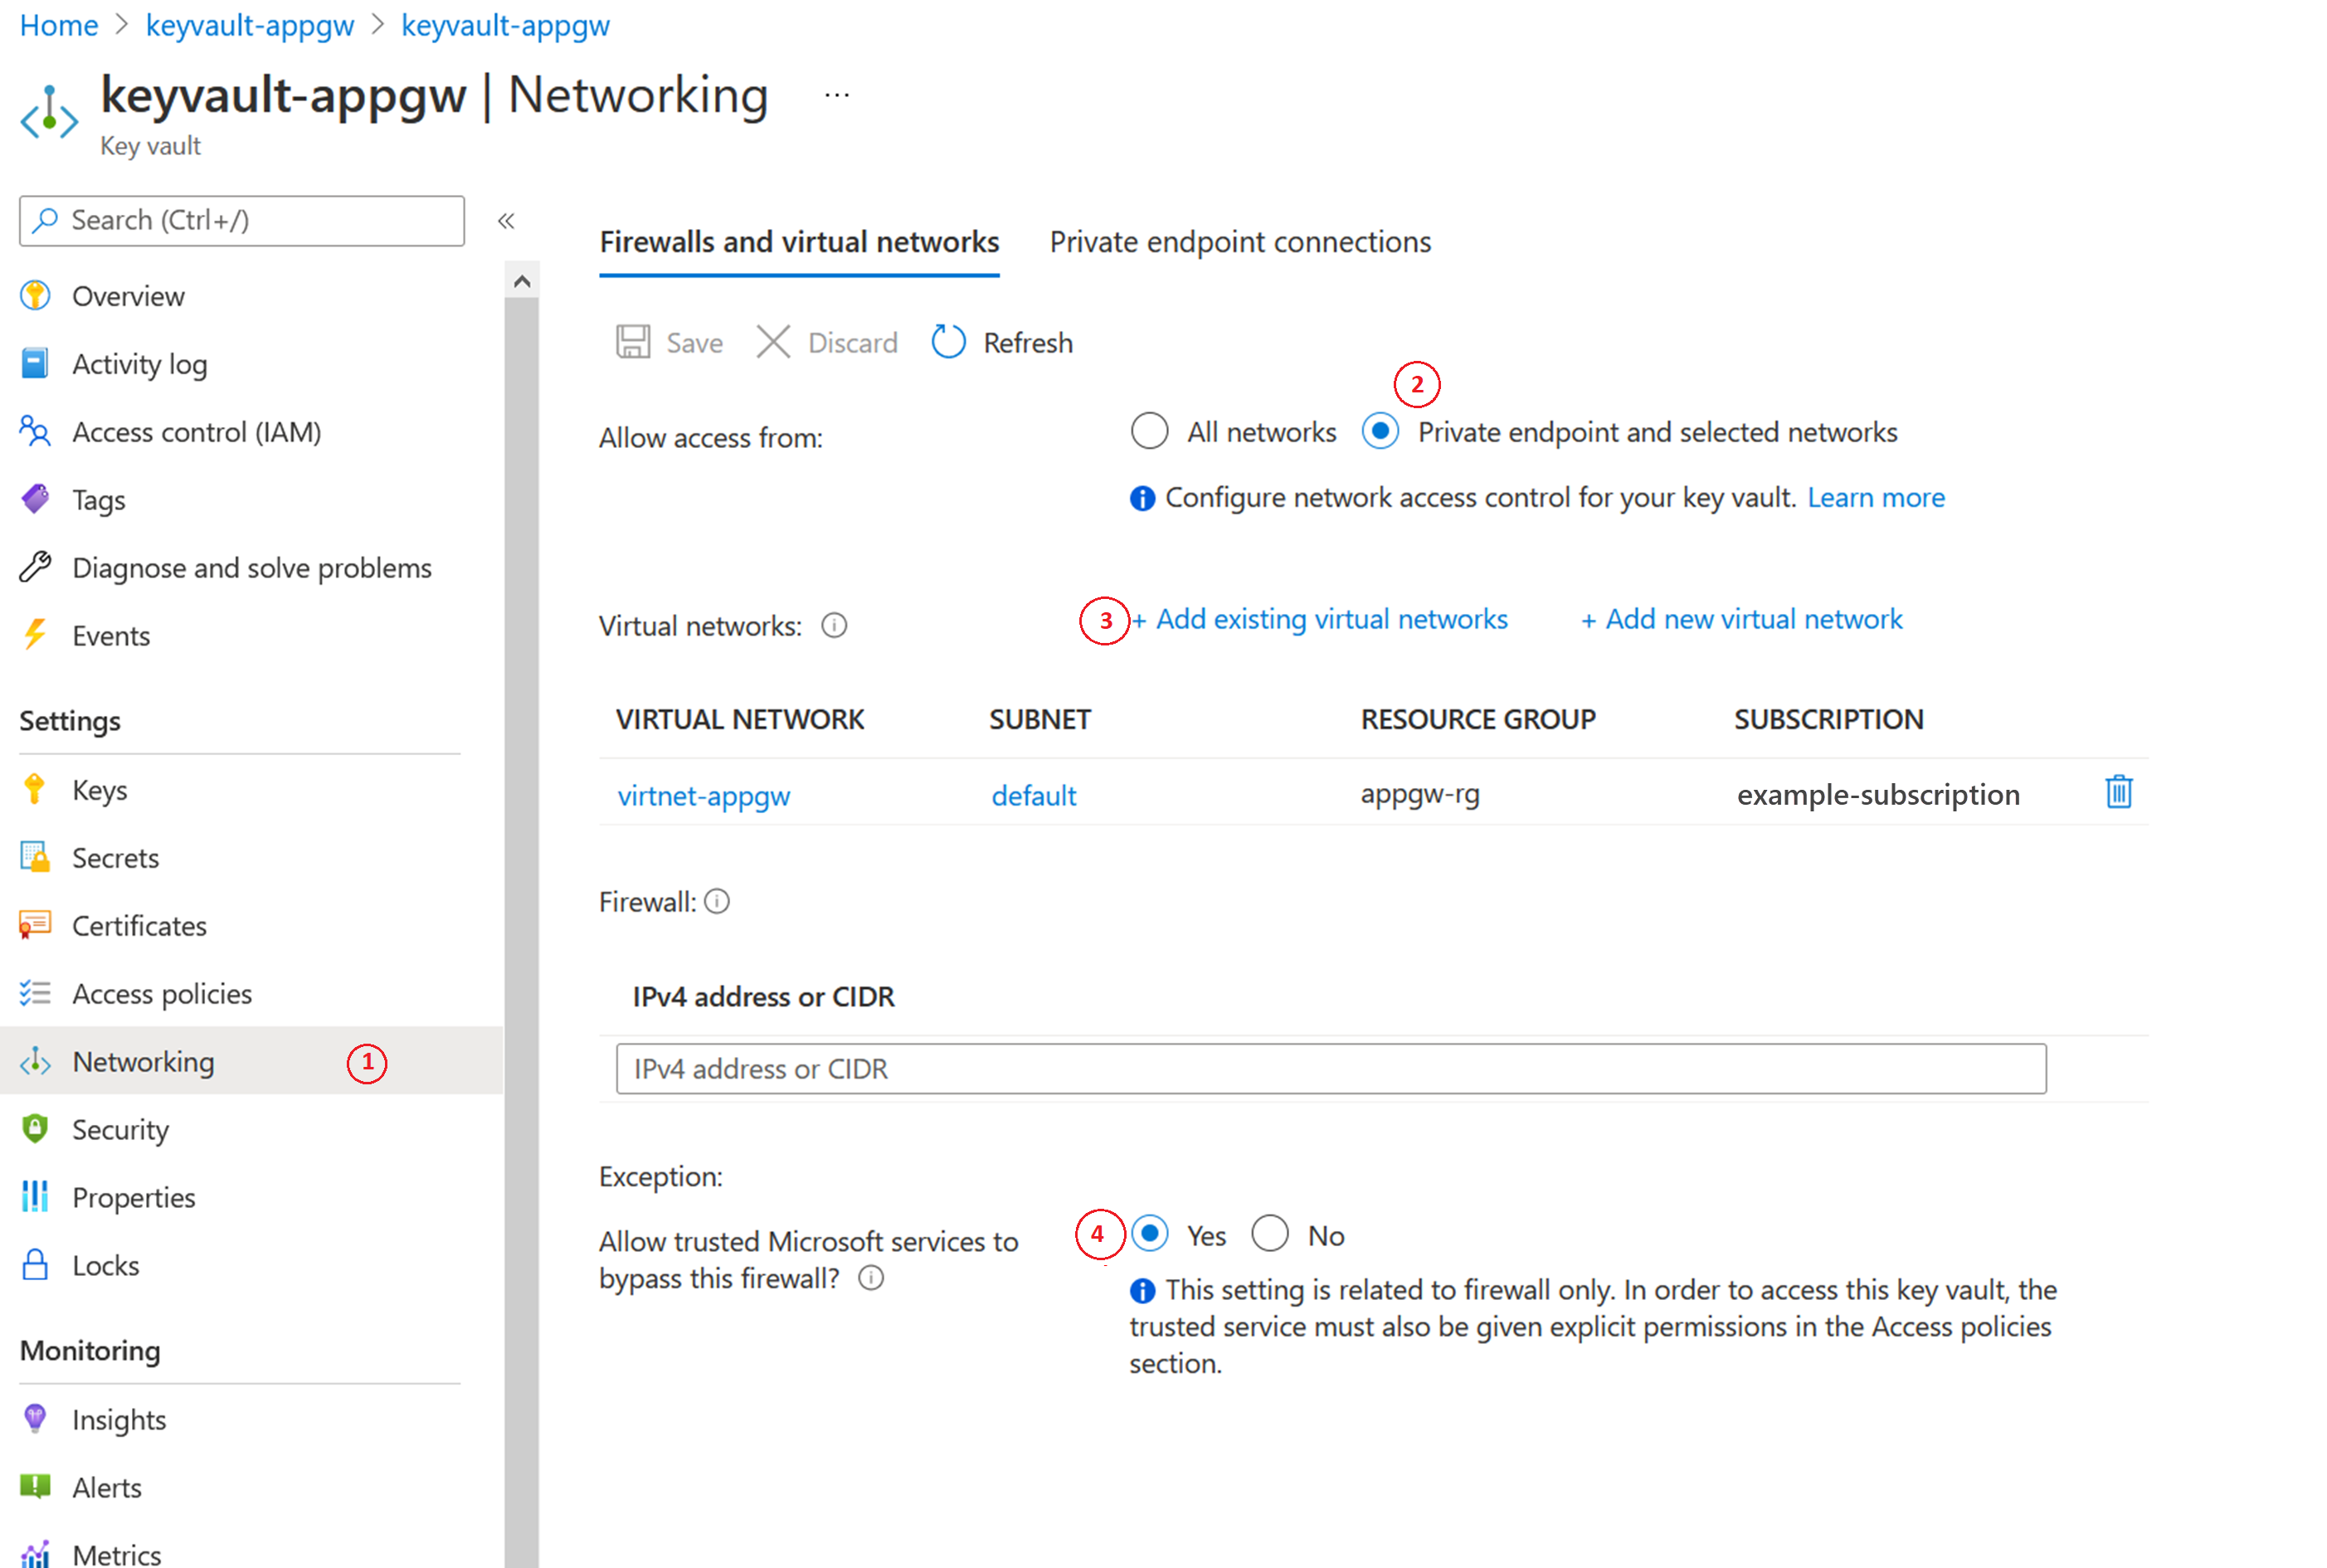 Home > keyvault-appgw > keyvault-appgw
keyvault-appgw | Networking ...
Key vault
Search (Ctrl+/) «
Overview
Activity log
Access control (IAM)
Tags
Diagnose and solve problems
Events
Settings
Keys
Secrets
Certificates
Access policies
Networking 1
Security
Properties
Locks
Monitoring
Insights
Alerts
Metrics
Firewalls and virtual networks Private endpoint connections
Save Discard Refresh
2
Allow access from: All networks Private endpoint and selected networks
Configure network access control for your key vault. Learn more
Virtual networks: 3 + Add existing virtual networks + Add new virtual network
VIRTUAL NETWORK SUBNET RESOURCE GROUP SUBSCRIPTION
virtnet-appgw default appgw-rg example-subscription
Firewall:
IPv4 address or CIDR
IPv4 address or CIDR
Exception:
Allow trusted Microsoft services to
bypass this firewall?
4 Yes No
This setting is related to firewall only. In order to access this key vault, the
trusted service must also be given explicit permissions in the Access policies
section.